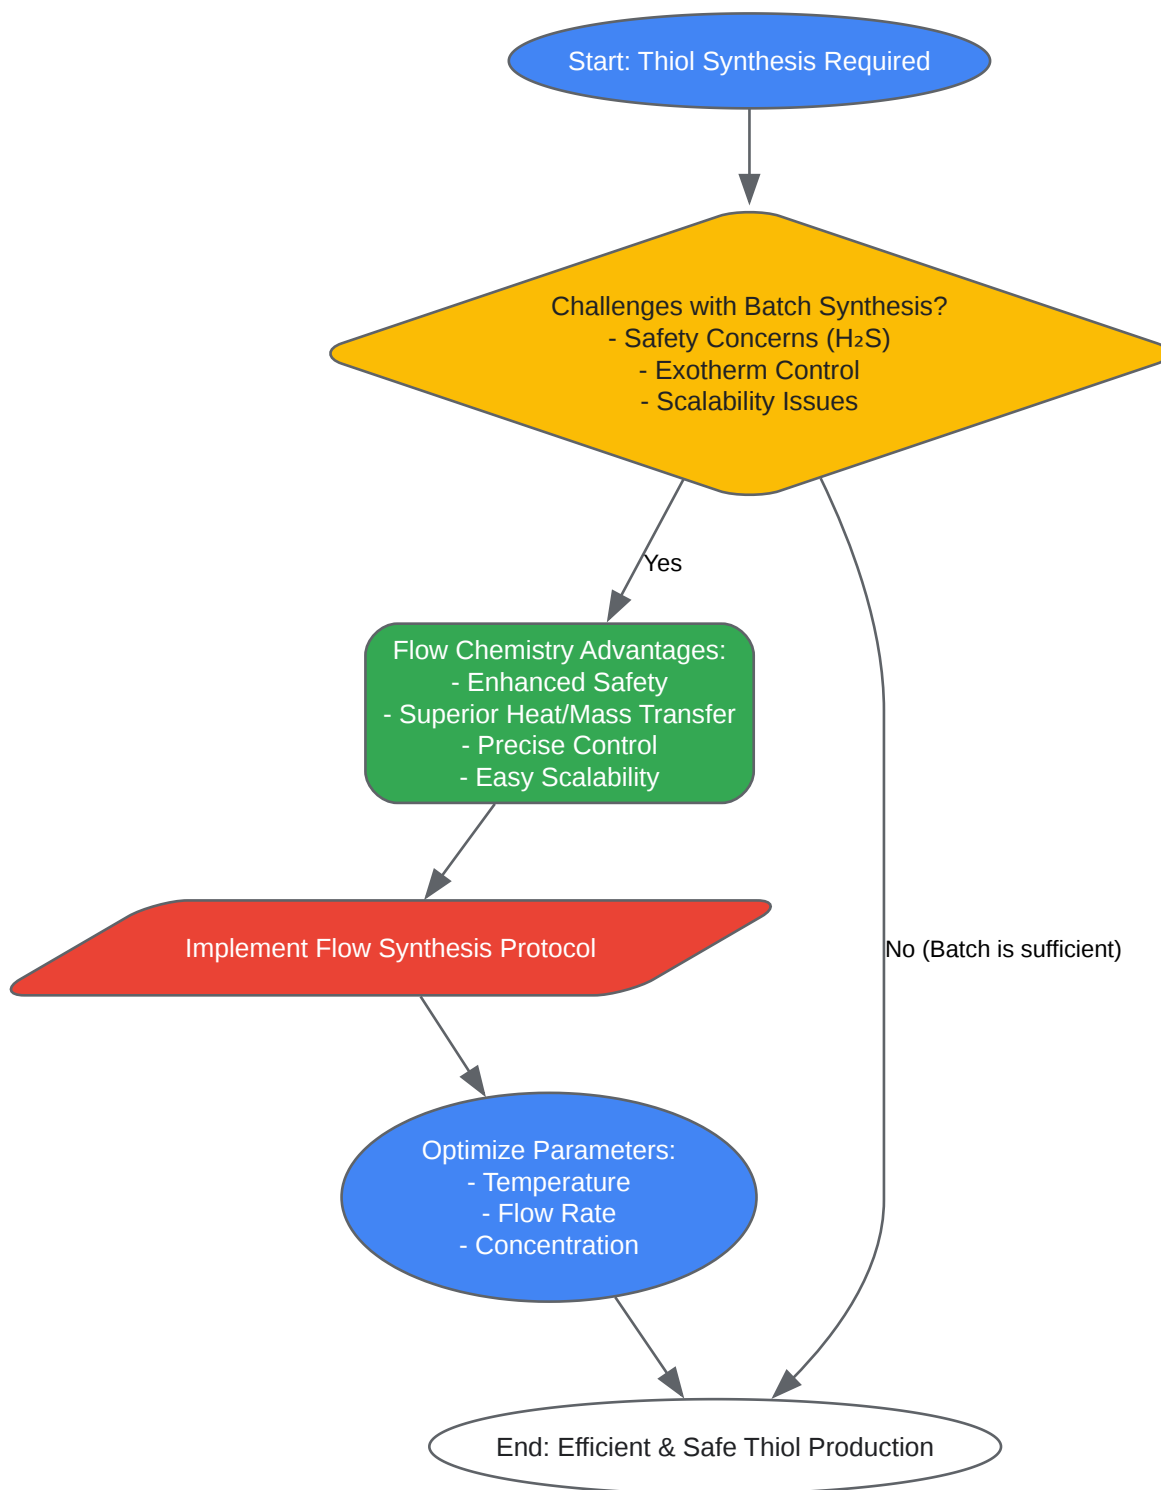 Start: Thiol Synthesis Required
Challenges with Batch Synthesis?
- Safety Concerns (H₂S)
- Exotherm Control
- Scalability Issues
Yes
Flow Chemistry Advantages:
- Enhanced Safety
- Superior Heat/Mass Transfer
- Precise Control
- Easy Scalability
Implement Flow Synthesis Protocol
No (Batch is sufficient)
Optimize Parameters:
- Temperature
- Flow Rate
- Concentration
End: Efficient & Safe Thiol Production